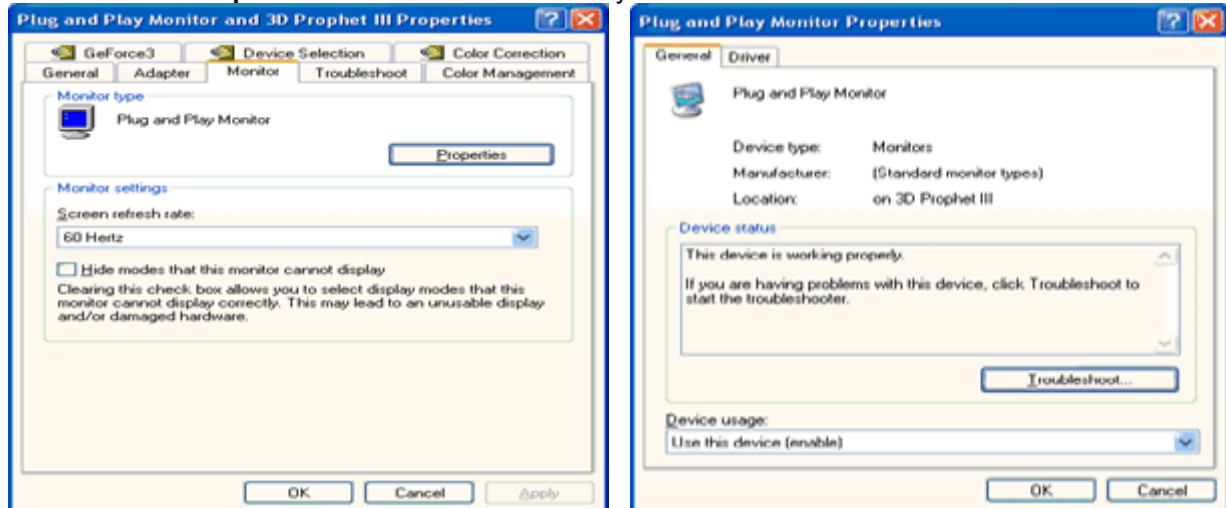 Plug and Play Monitor and 3D Prophet III Properties
GeForce3 Device Selection Color Correction
General Adapter Monitor Troubleshoot Color Management
Monitor type
Plug and Play Monitor
Properties
Monitor settings
Screen refresh rate:
60 Hertz
Hide modes that this monitor cannot display
Clearing this check box allows you to select display modes that this
monitor cannot display correctly. This may lead to an unusable display
and/or damaged hardware.
OK Cancel Apply
Plug and Play Monitor Properties
General Driver
Plug and Play Monitor
Device type: Monitors
Manufacturer: (Standard monitor types)
Location: on 3D Prophet III
Device status
This device is working properly.
If you are having problems with this device, click Troubleshoot to
start the troubleshooter.
Troubleshoot...
Device usage:
Use this device (enable)
OK Cancel